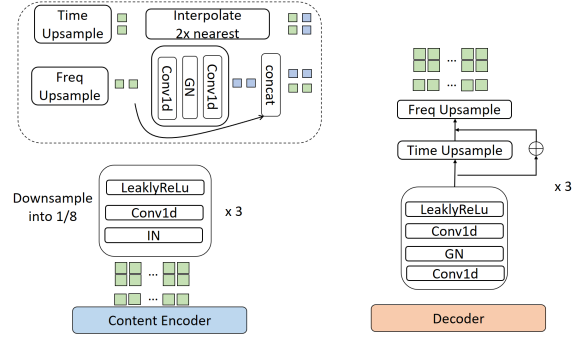 Time
Upsample
Interpolate
2x nearest
Freq
Upsample
Conv1d
GN
Conv1d
concat
Downsample
into 1/8
LeaklyReLu
Conv1d
IN
x 3
...
...
Content Encoder
...
...
Freq Upsample
Time Upsample
x 3
LeaklyReLu
Conv1d
GN
Conv1d
Decoder